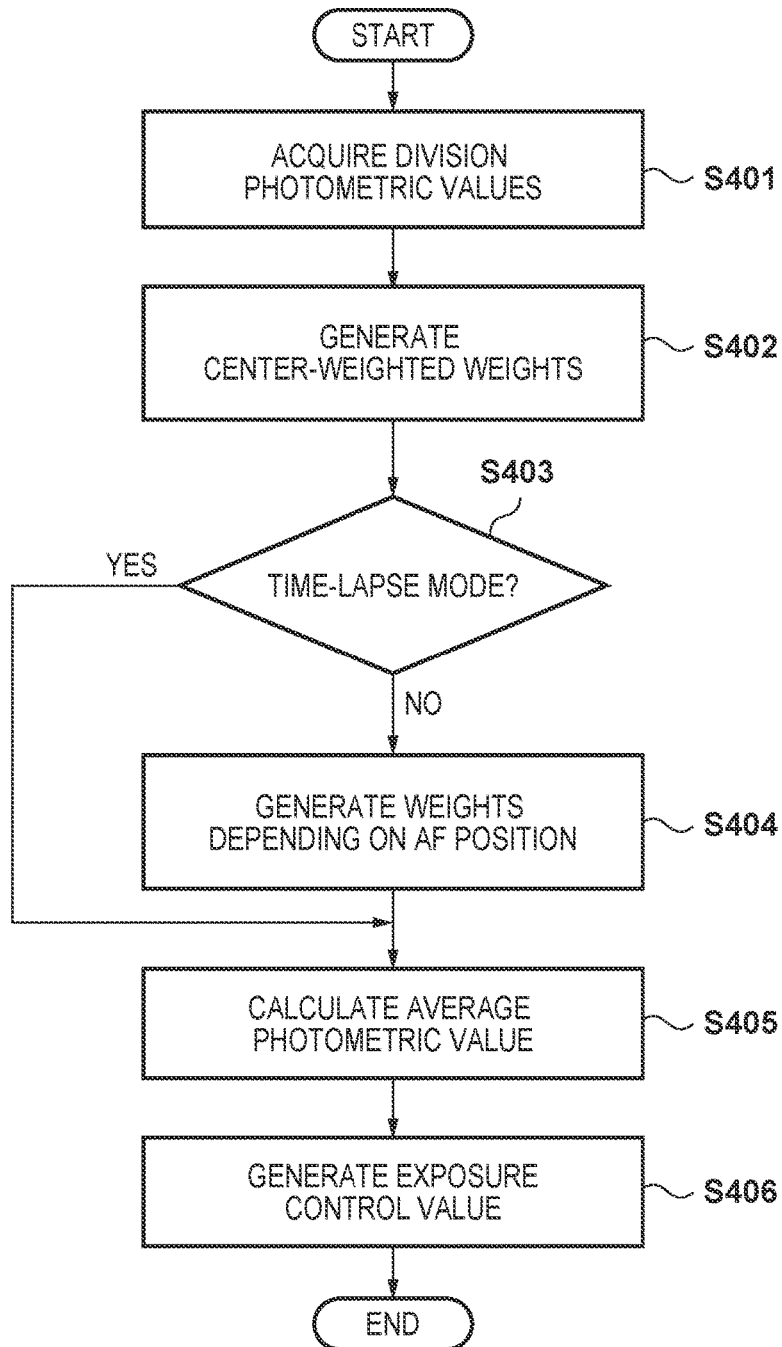 START
ACQUIRE DIVISION
PHOTOMETRIC VALUES
S401
GENERATE
CENTER-WEIGHTED WEIGHTS
S402
S403
YES
TIME-LAPSE MODE?
NO
GENERATE WEIGHTS
DEPENDING ON AF POSITION
S404
CALCULATE AVERAGE
PHOTOMETRIC VALUE
S405
GENERATE EXPOSURE
CONTROL VALUE
S406
END